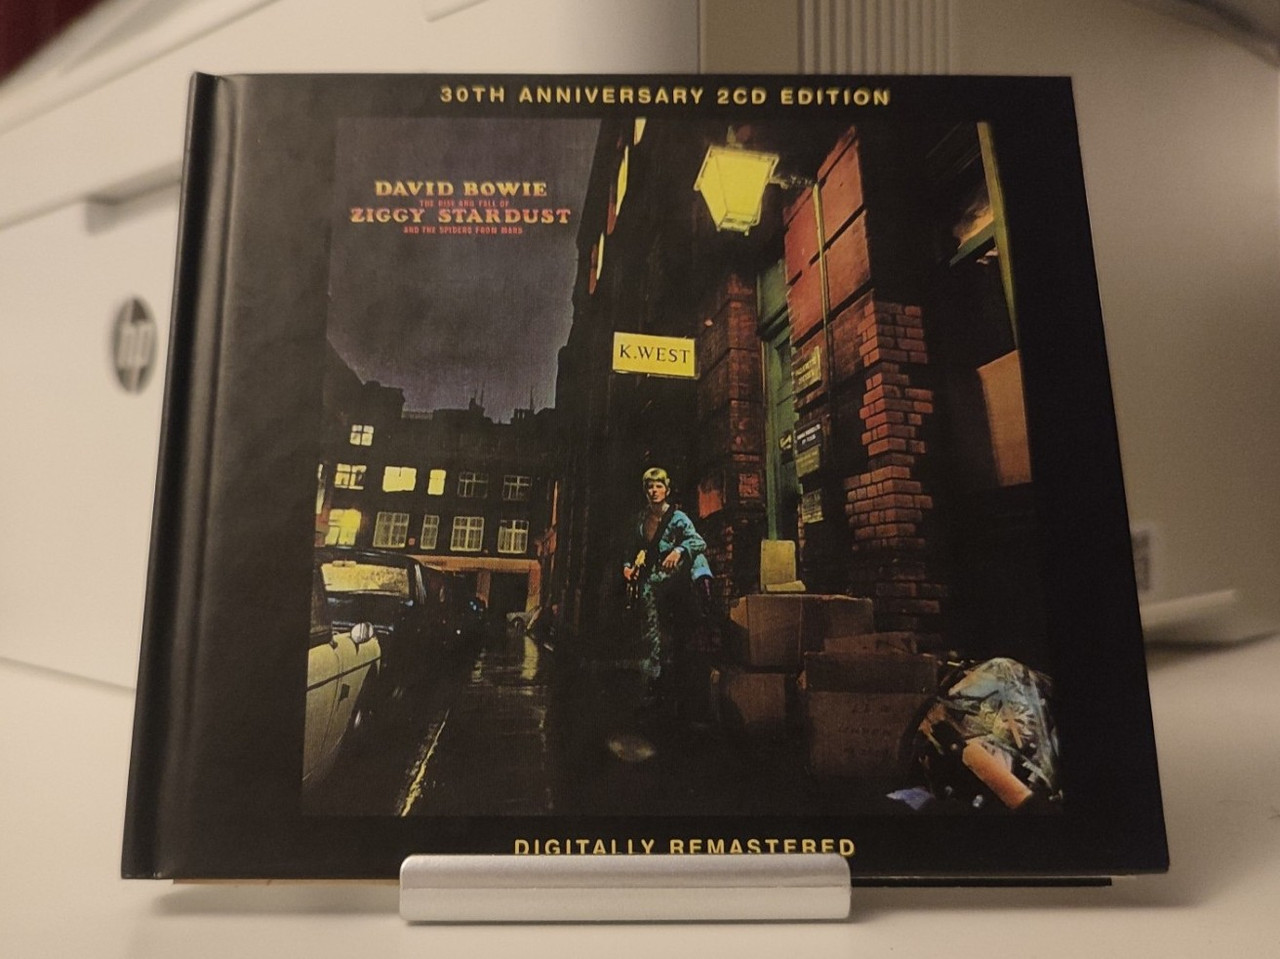 30TH ANNIVERSARY 2CD EDITION
DAVID BOWIE
THE RISE AND FALL OF
ZIGGY STARDUST
AND THE SPIDERS FROM MARS
K.WEST
hp
DIGITALLY REMASTERED